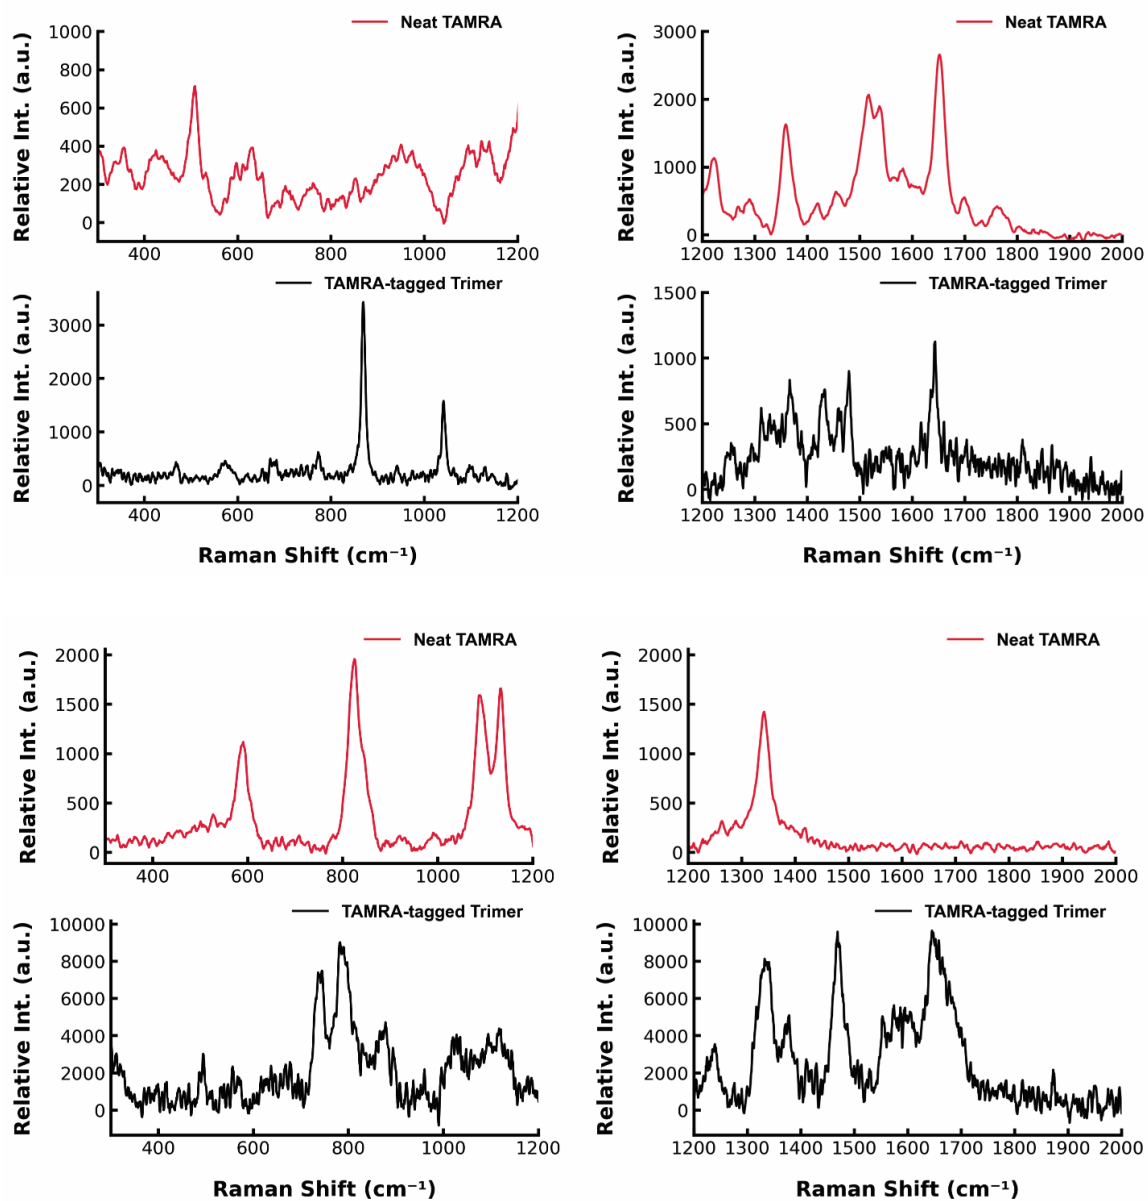 Neat TAMRA
Relative Int. (a.u.)
1000
800
600
400
200
0
400 600 800 1000 1200
Neat TAMRA
Relative Int. (a.u.)
3000
2000
1000
0
1200 1300 1400 1500 1600 1700 1800 1900 2000
TAMRA-tagged Trimer
Relative Int. (a.u.)
3000
2000
1000
0
400 600 800 1000 1200
Raman Shift (cm⁻¹)
TAMRA-tagged Trimer
Relative Int. (a.u.)
1500
1000
500
0
1200 1300 1400 1500 1600 1700 1800 1900 2000
Raman Shift (cm⁻¹)
Neat TAMRA
Relative Int. (a.u.)
2000
1500
1000
500
0
400 600 800 1000 1200
Neat TAMRA
Relative Int. (a.u.)
2000
1500
1000
500
0
1200 1300 1400 1500 1600 1700 1800 1900 2000
TAMRA-tagged Trimer
Relative Int. (a.u.)
10000
8000
6000
4000
2000
0
400 600 800 1000 1200
Raman Shift (cm⁻¹)
TAMRA-tagged Trimer
Relative Int. (a.u.)
10000
8000
6000
4000
2000
0
1200 1300 1400 1500 1600 1700 1800 1900 2000
Raman Shift (cm⁻¹)